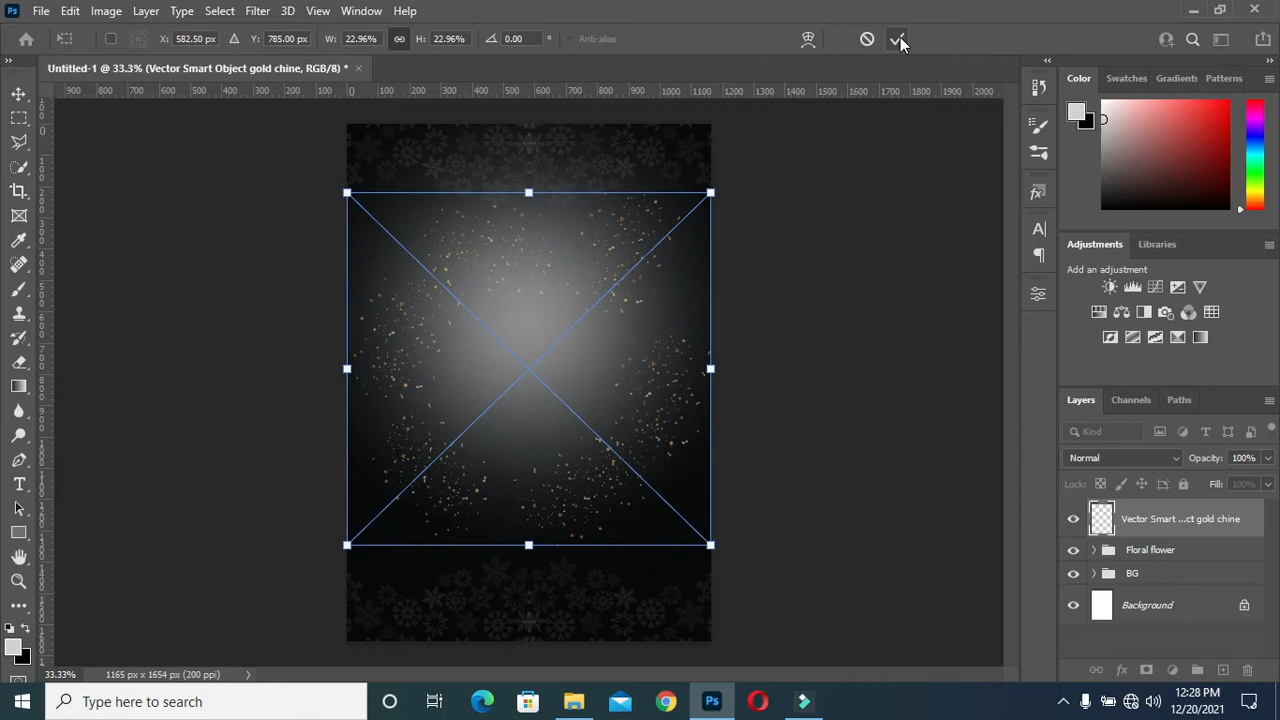 Ps File Edit Image Layer Type Select Filter 3D View Window Help
X: 582.50 px Y: 785.00 px W: 22.96% H: 22.96% 0.00 ° Anti-alias
Untitled-1 @ 33.3% (Vector Smart Object gold chine, RGB/8) * ×
900 800 700 600 500 400 300 200 100 0 100 200 300 400 500 600 700 800 900 1000 1100 1200 1300 1400 1500 1600 1700 1800 1900 2000
Color Swatches Gradients Patterns
fx
Adjustments Libraries
Add an adjustment
Layers Channels Paths
Kind
Normal Opacity: 100%
Lock: Fill: 100%
Vector Smart ...ct gold chine
Floral flower
BG
Background
fx
33.33% 1165 px x 1654 px (200 ppi)
Type here to search
Ps
12:28 PM
12/20/2021